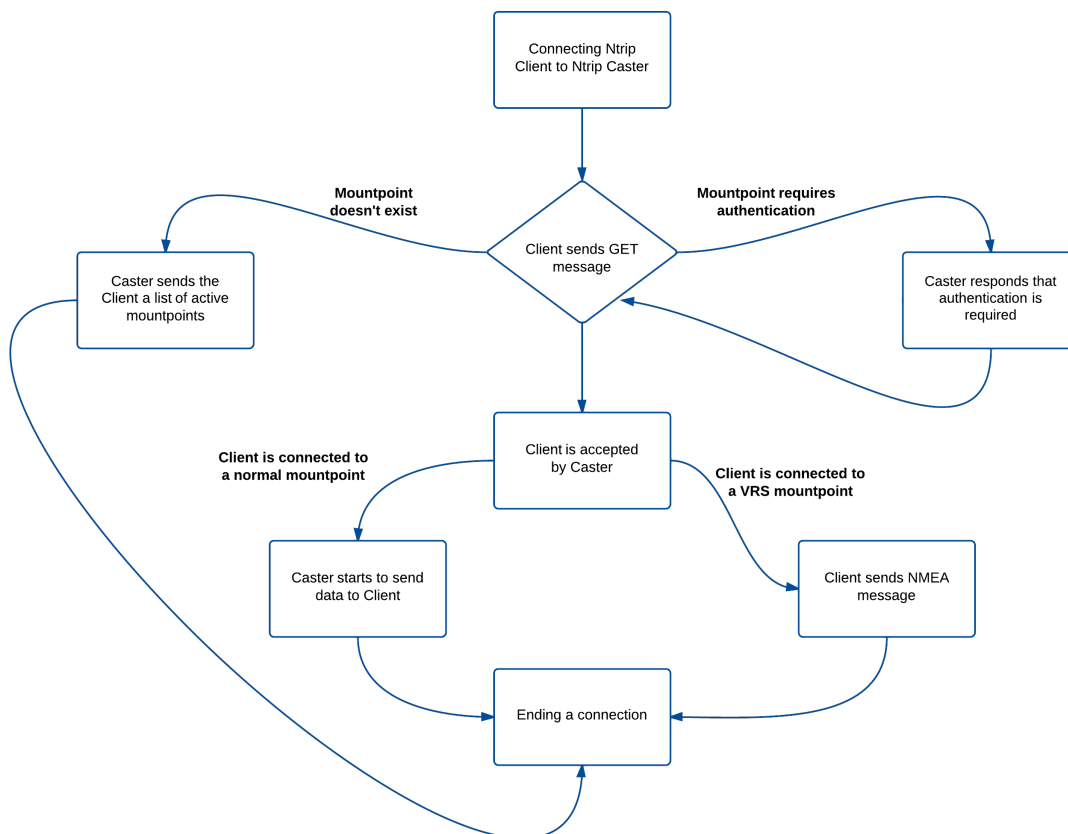 Connecting Ntrip
Client to Ntrip Caster
Mountpoint
doesn't exist
Mountpoint requires
authentication
Client sends GET
message
Caster sends the
Client a list of active
mountpoints
Caster responds that
authentication is
required
Client is accepted
by Caster
Client is connected to
a normal mountpoint
Client is connected to
a VRS mountpoint
Caster starts to send
data to Client
Client sends NMEA
message
Ending a connection